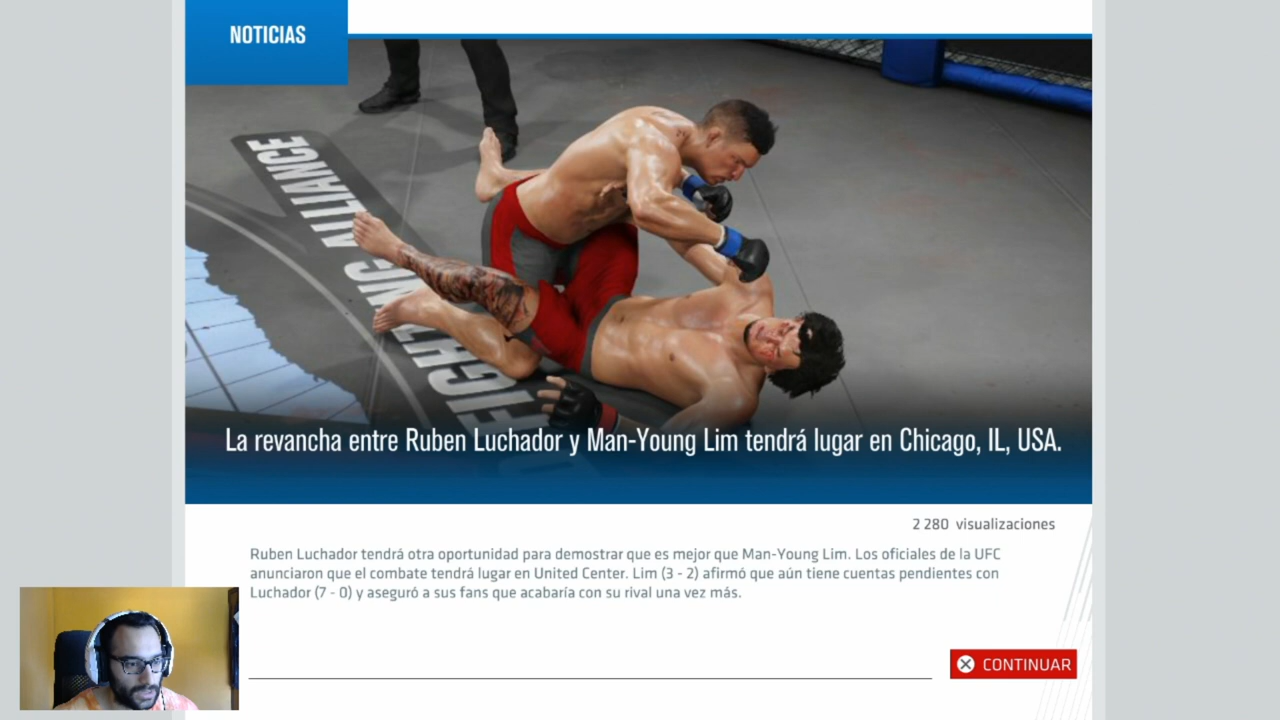 NOTICIAS
FIGHTING ALLIANCE
La revancha entre Ruben Luchador y Man-Young Lim tendrá lugar en Chicago, IL, USA.
2 280 visualizaciones
Ruben Luchador tendrá otra oportunidad para demostrar que es mejor que Man-Young Lim. Los oficiales de la UFC
anunciaron que el combate tendrá lugar en United Center. Lim (3 - 2) afirmó que aún tiene cuentas pendientes con
Luchador (7 - 0) y aseguró a sus fans que acabaría con su rival una vez más.
CONTINUAR